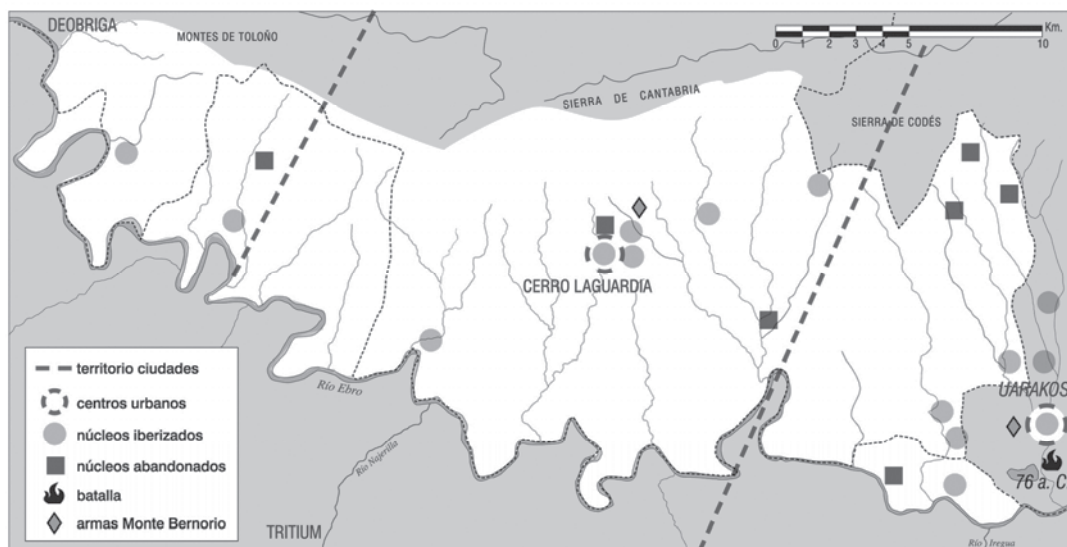 DEOBRIGA
MONTES DE TOLOÑO
Km.
0 1 2 3 4 5 10
SIERRA DE CANTABRIA
SIERRA DE CODÉS
CERRO LAGUARDIA
territorio ciudades
centros urbanos
núcleos iberizados
núcleos abandonados
batalla
armas Monte Bernorio
Río Ebro
Río Najerilla
TRITIUM
UARAKOS
76 a. C
Río Iregua